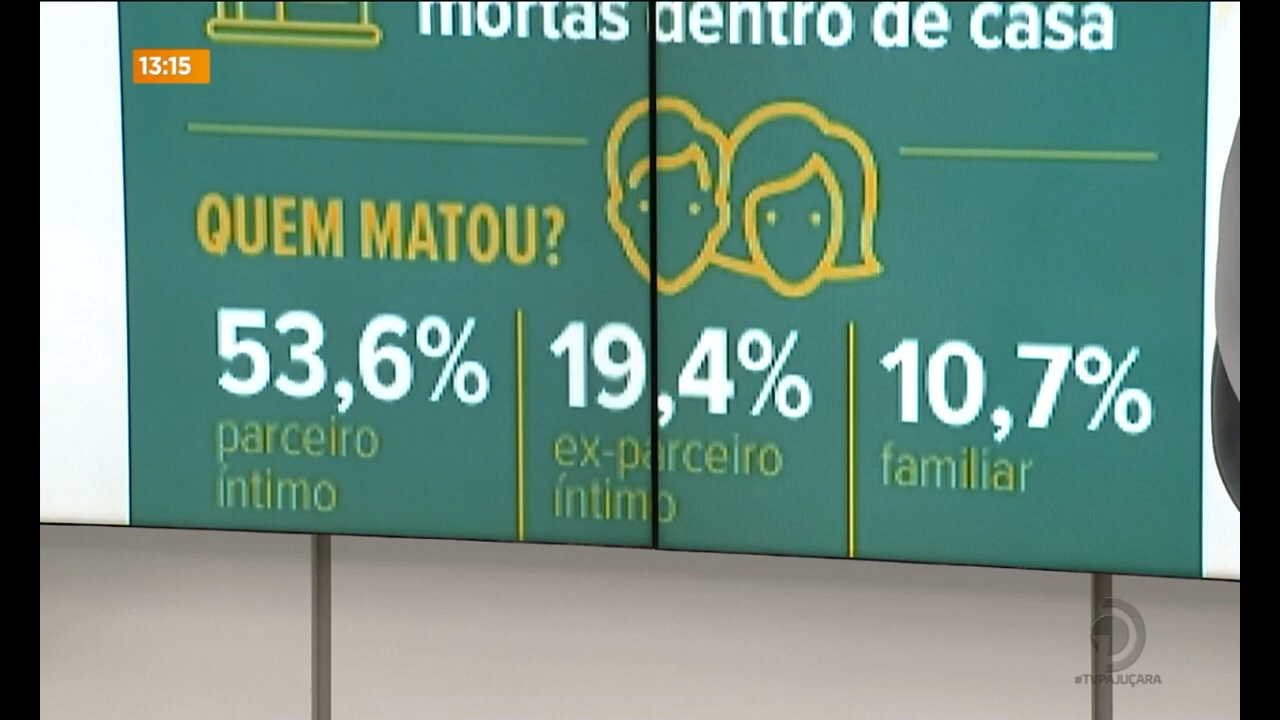 mortas dentro de casa
13:15
QUEM MATOU?
53,6%
parceiro
íntimo
19,4%
ex-parceiro
íntimo
10,7%
familiar
#TVPAJUÇARA